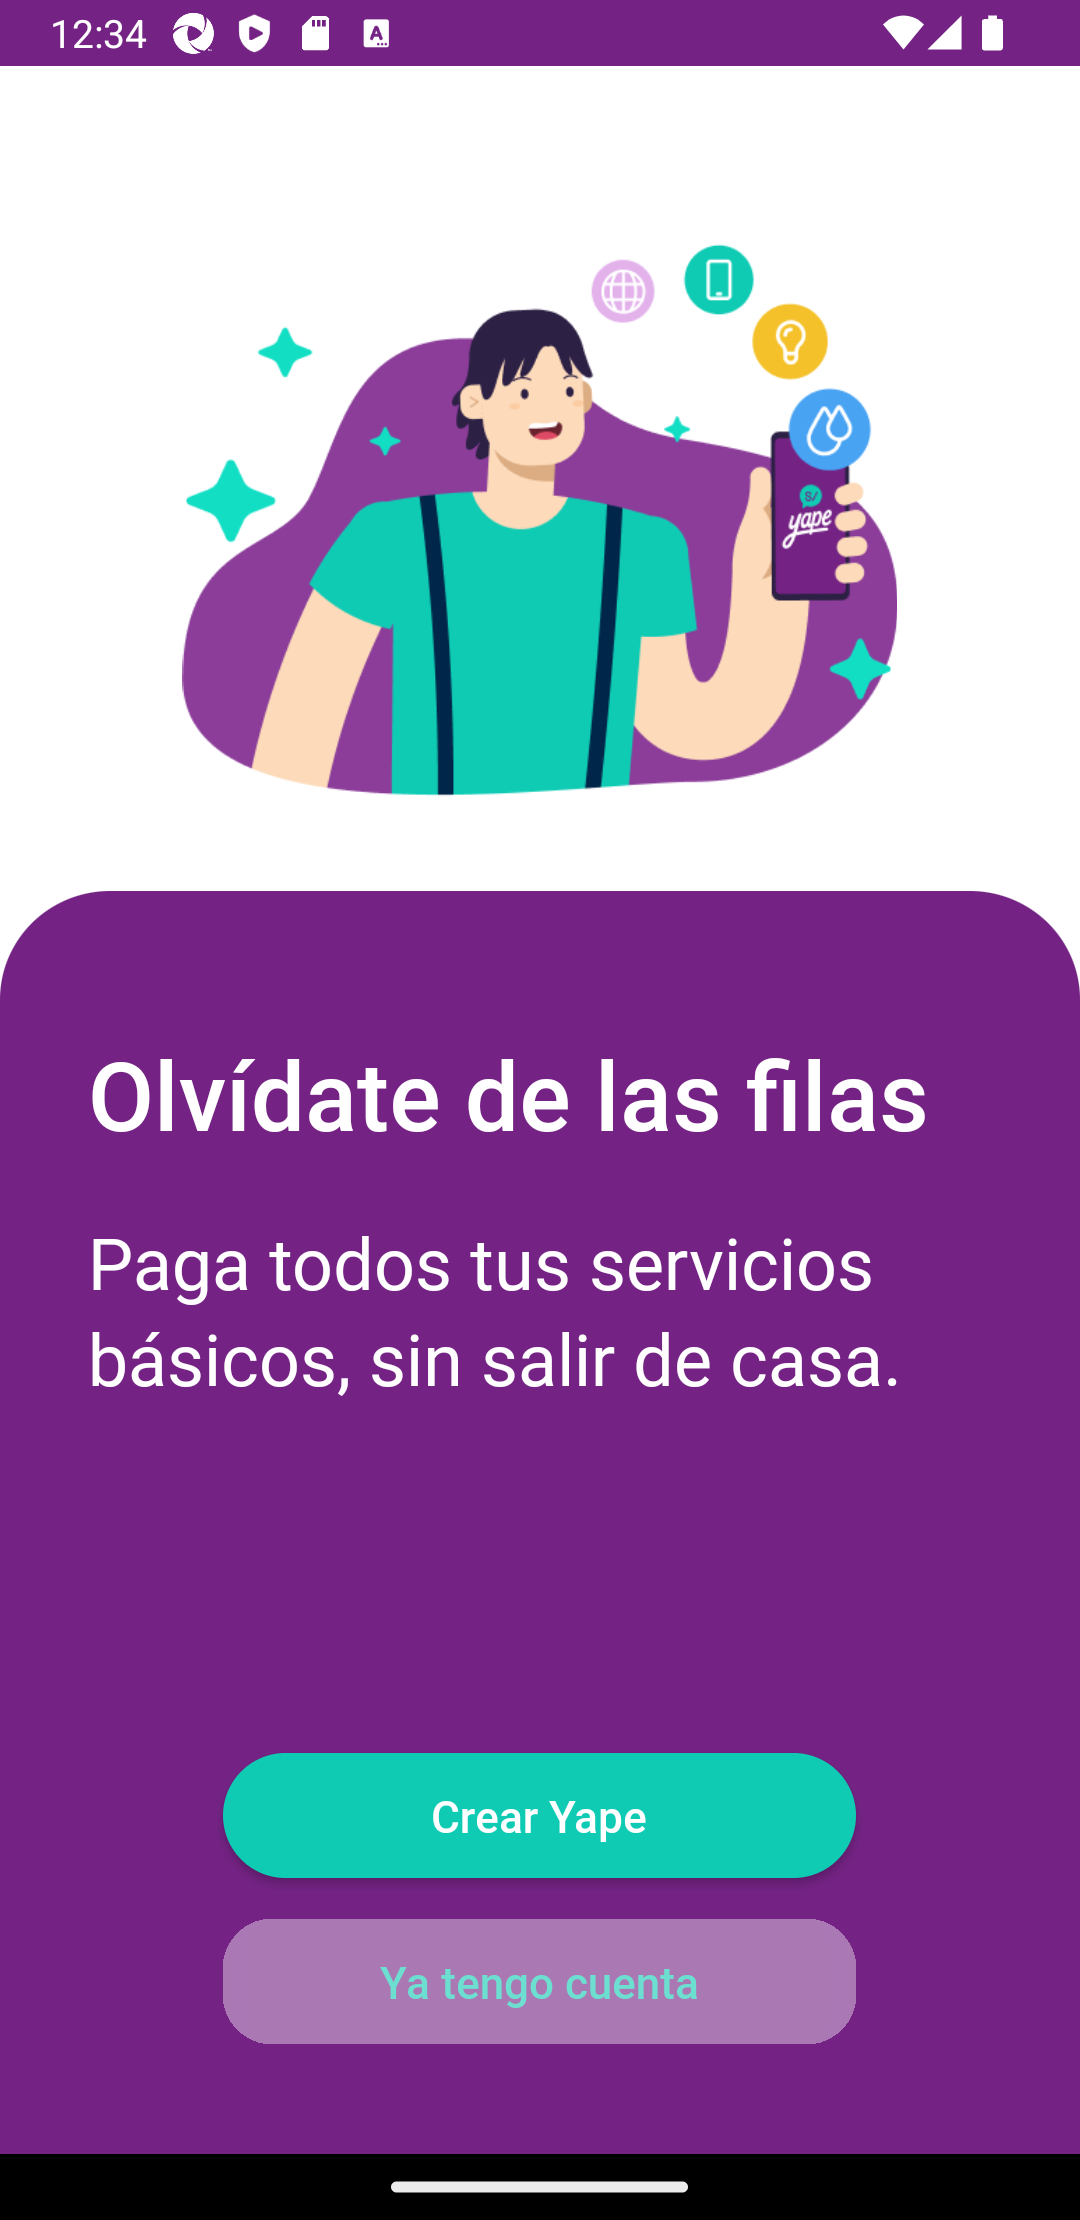 12:34
S/
yape
Olvídate de las filas
Paga todos tus servicios
básicos, sin salir de casa.
Crear Yape
Ya tengo cuenta